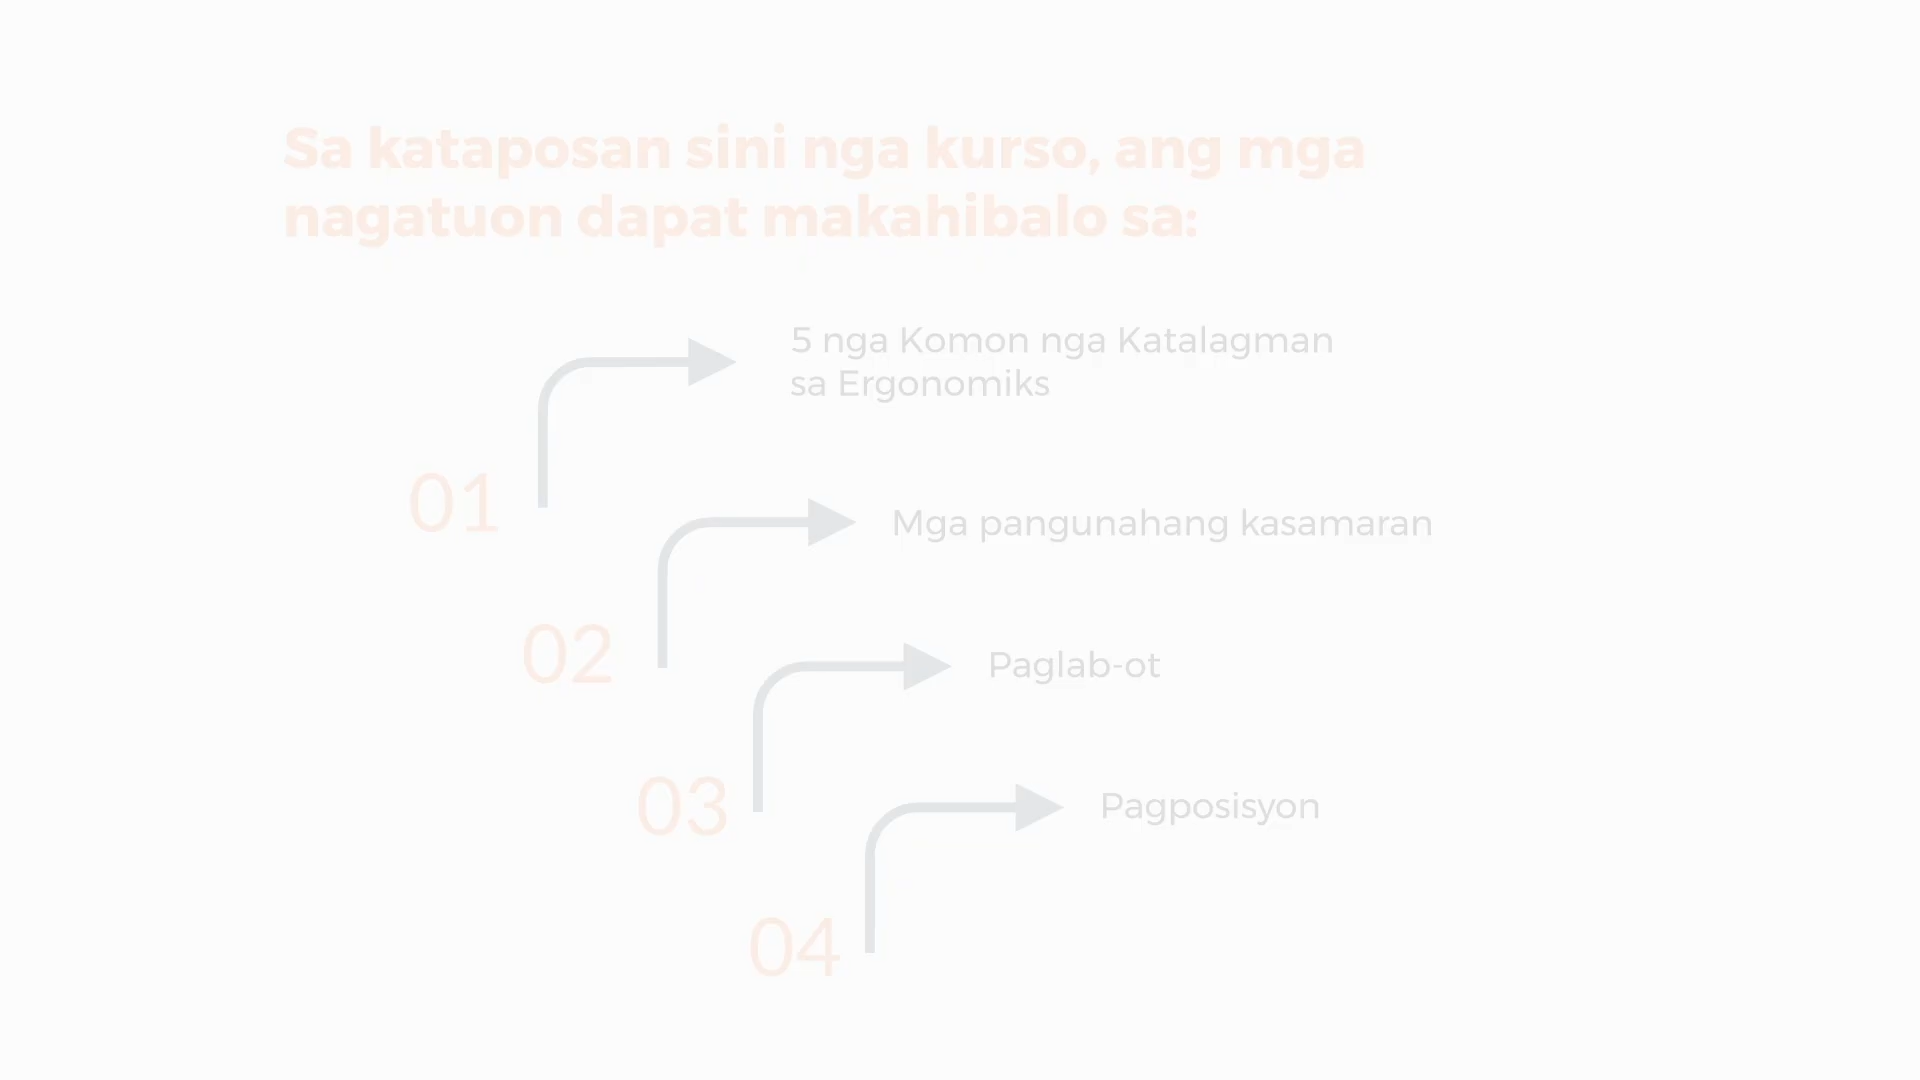 Sa kataposan sini nga kurso, ang mga
nagatuon dapat makahibalo sa:
5 nga Komon nga Katalagman
sa Ergonomiks
01
Mga pangunahang kasamaran
02
Paglab-ot
03
Pagposisyon
04